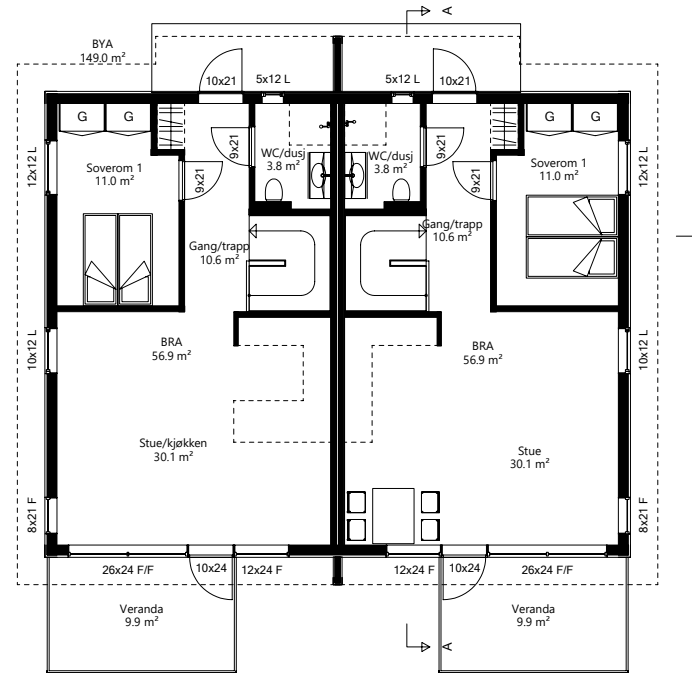 A
BYA
149.0 m²
10x21
5x12 L
5x12 L
10x21
G
G
G
G
12x12 L
Soverom 1
11.0 m²
9x21
9x21
WC/dusj
3.8 m²
WC/dusj
3.8 m²
9x21
9x21
Soverom 1
11.0 m²
12x12 L
Gang/trapp
10.6 m²
Gang/trapp
10.6 m²
10x12 L
BRA
56.9 m²
BRA
56.9 m²
10x12 L
Stue/kjøkken
30.1 m²
Stue
30.1 m²
8x21 F
8x21 F
26x24 F/F
10x24
12x24 F
12x24 F
10x24
26x24 F/F
Veranda
9.9 m²
Veranda
9.9 m²
A